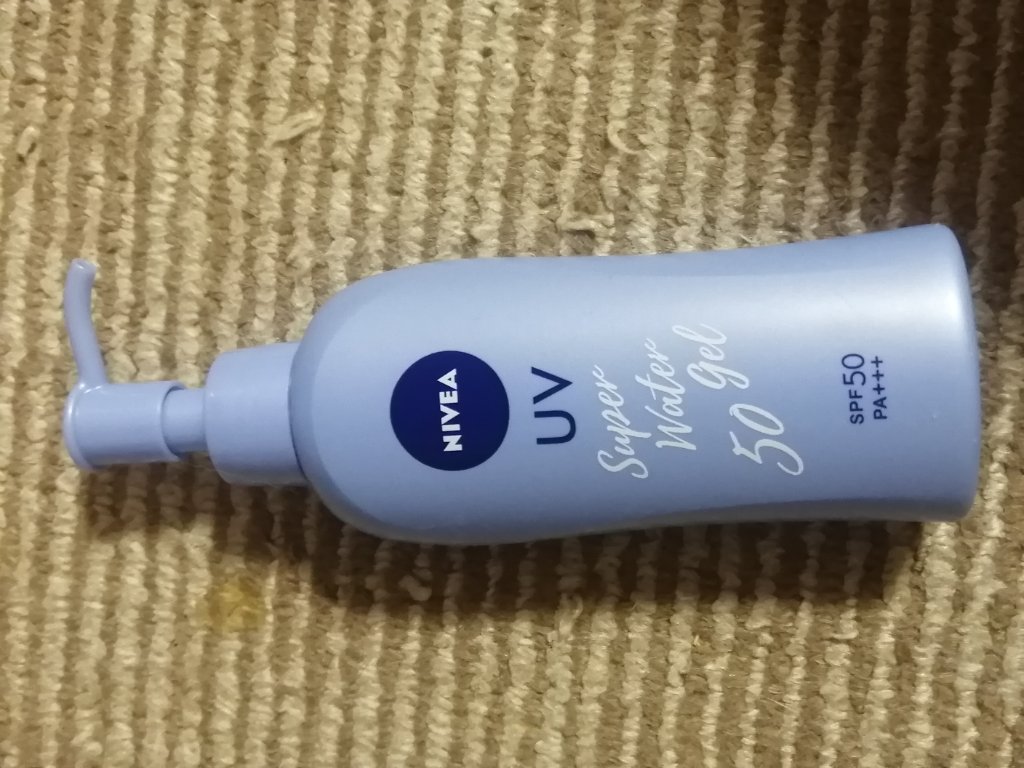 NIVEA
UV
Super
Water
50 Gel
SPF50
PA+++